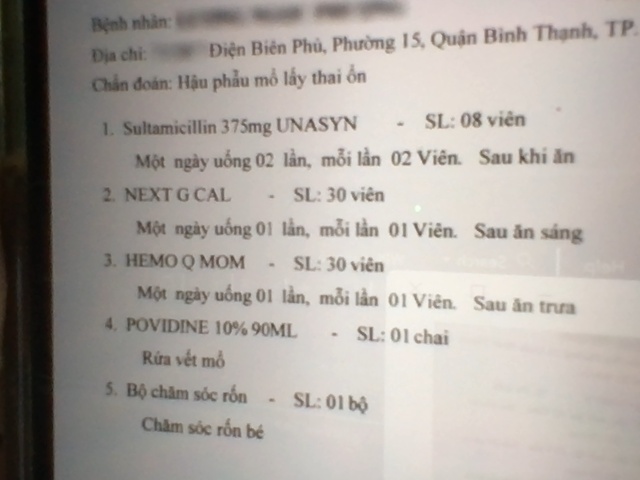 Bệnh nhân:
Địa chỉ: Điện Biên Phủ, Phường 15, Quận Bình Thạnh, TP.
Chẩn đoán: Hậu phẫu mổ lấy thai ổn
1. Sultamicillin 375mg UNASYN - SL: 08 viên
Một ngày uống 02 lần, mỗi lần 02 Viên. Sau khi ăn
2. NEXT G CAL - SL: 30 viên
Một ngày uống 01 lần, mỗi lần 01 Viên. Sau ăn sáng
3. HEMO Q MOM - SL: 30 viên
Một ngày uống 01 lần, mỗi lần 01 Viên. Sau ăn trưa
4. POVIDINE 10% 90ML - SL: 01 chai
Rửa vết mổ
5. Bộ chăm sóc rốn - SL: 01 bộ
Chăm sóc rốn bé